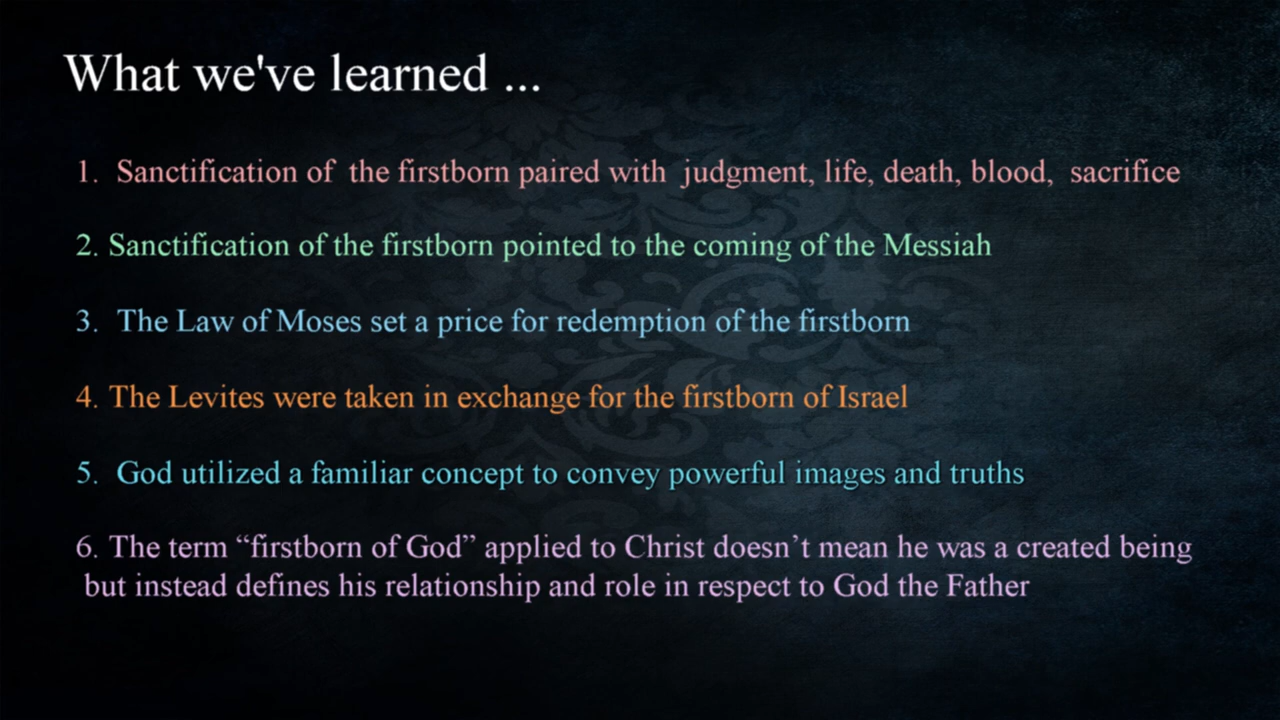 What we've learned ...
1. Sanctification of the firstborn paired with judgment, life, death, blood, sacrifice
2. Sanctification of the firstborn pointed to the coming of the Messiah
3. The Law of Moses set a price for redemption of the firstborn
4. The Levites were taken in exchange for the firstborn of Israel
5. God utilized a familiar concept to convey powerful images and truths
6. The term “firstborn of God” applied to Christ doesn’t mean he was a created being
but instead defines his relationship and role in respect to God the Father